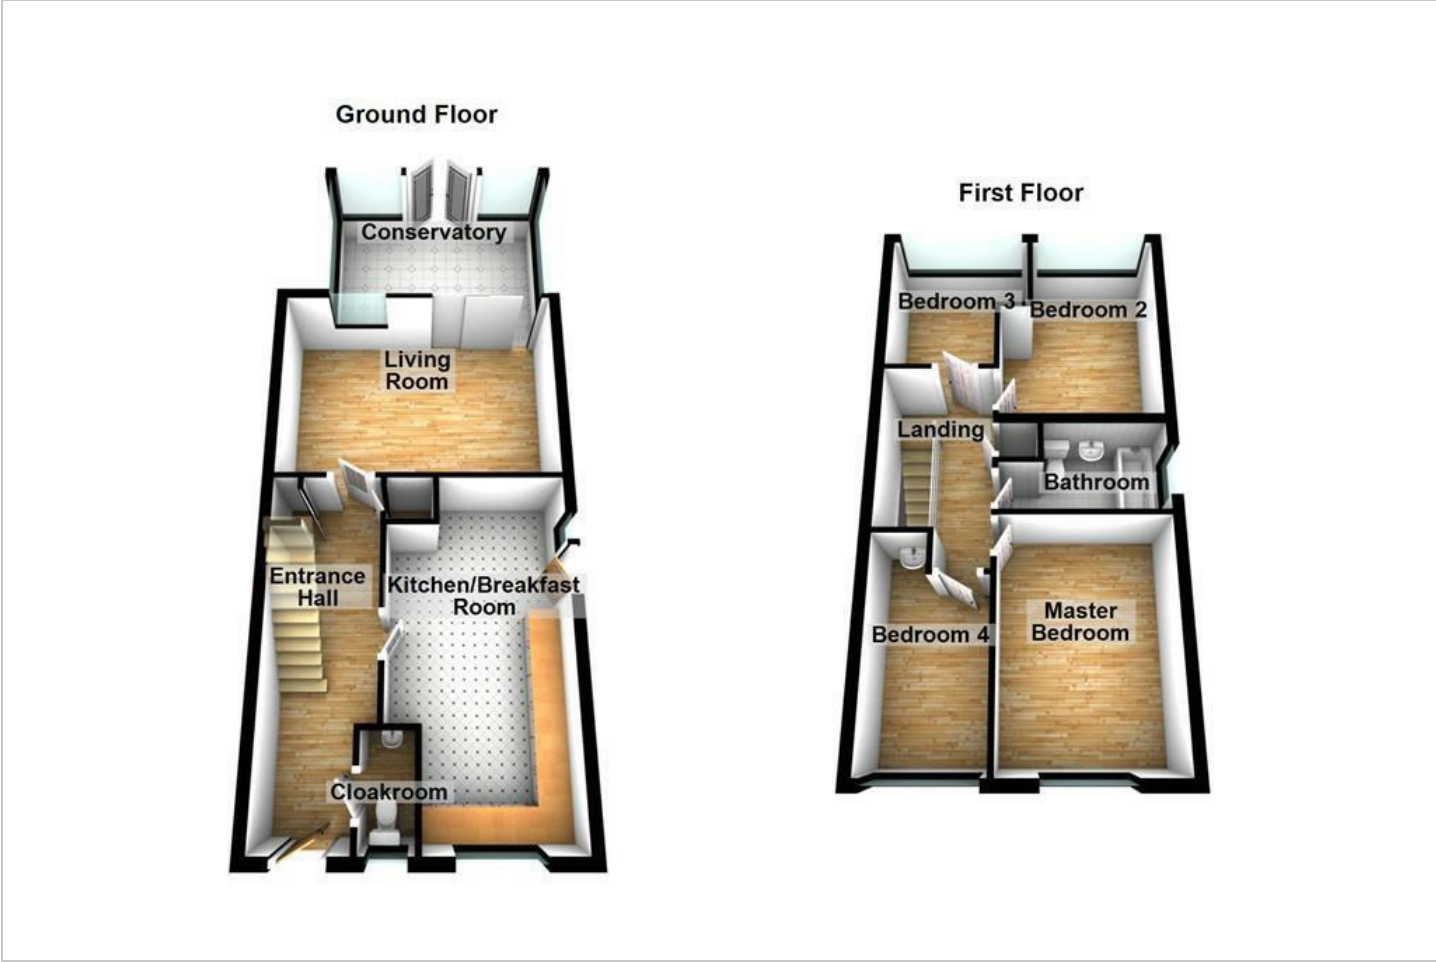 Ground Floor
Conservatory
Living
Room
Entrance
Hall
Kitchen/Breakfast
Room
Cloakroom
First Floor
Bedroom 3
Bedroom 2
Landing
Bathroom
Bedroom 4
Master
Bedroom